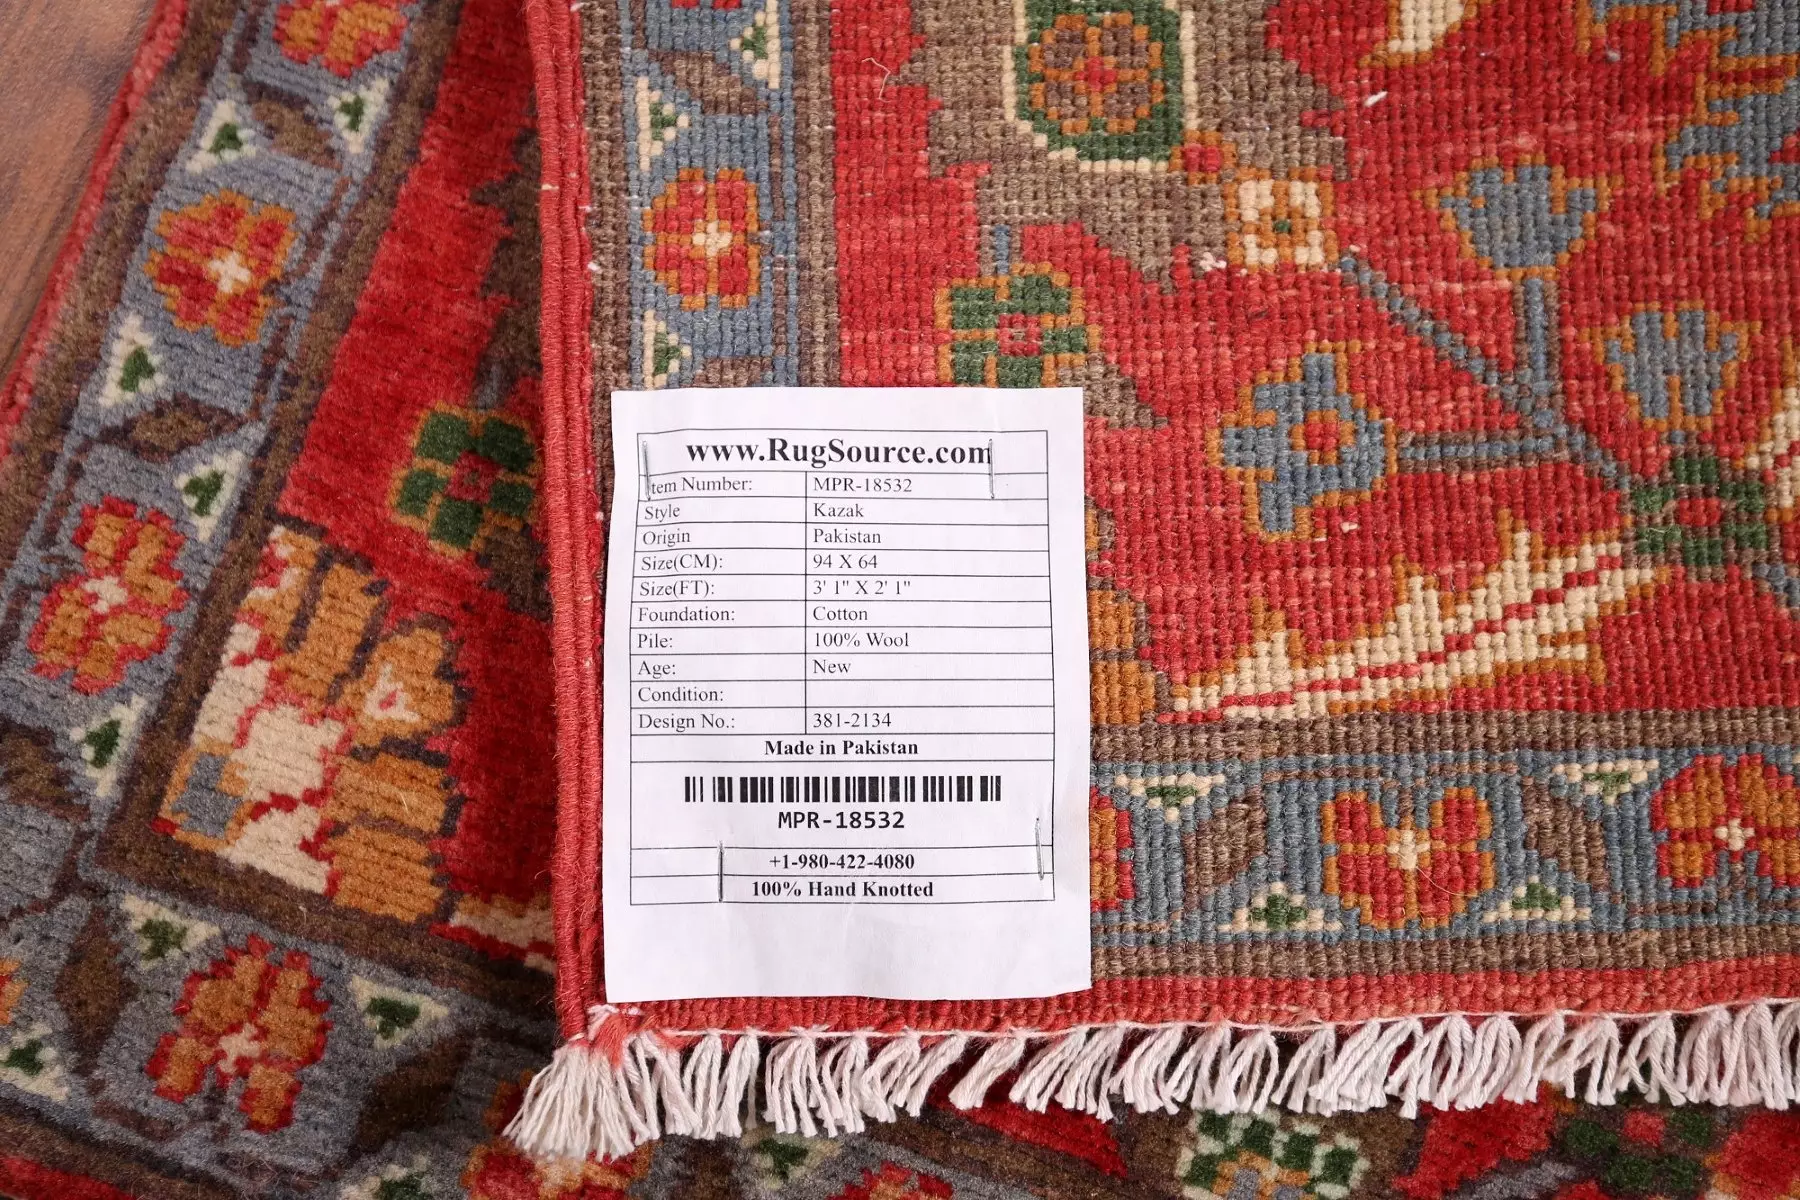 www.RugSource.com
Item Number: MPR-18532
Style Kazak
Origin Pakistan
Size(CM): 94 X 64
Size(FT): 3' 1" X 2' 1"
Foundation: Cotton
Pile: 100% Wool
Age: New
Condition:
Design No.: 381-2134
Made in Pakistan
MPR-18532
+1-980-422-4080
100% Hand Knotted